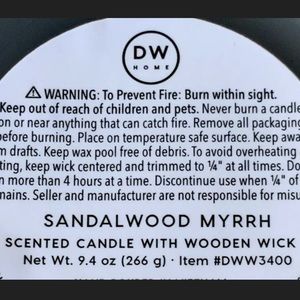 DW
HOME
⚠ WARNING: To Prevent Fire: Burn within sight.
Keep out of reach of children and pets. Never burn a candle
on or near anything that can catch fire. Remove all packaging
before burning. Place on temperature safe surface. Keep away
drafts. Keep wax pool free of debris. To avoid overheating
keep wick centered and trimmed to ¼" at all times. Do
more than 4 hours at a time. Discontinue use when ¼" of
Seller and manufacturer are not responsible for
SANDALWOOD MYRRH
SCENTED CANDLE WITH WOODEN WICK
Net Wt. 9.4 oz (266 g) · Item #DWW3400